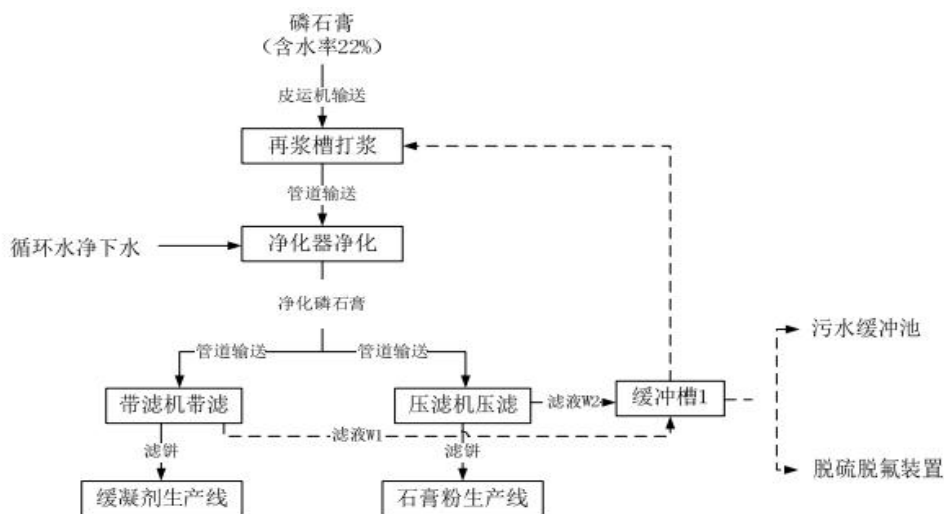 磷石膏
（含水率22%）
皮运机输送
再浆槽打浆
管道输送
循环水净下水
净化器净化
净化磷石膏
管道输送
管道输送
污水缓冲池
带滤机带滤
压滤机压滤
滤液W2
缓冲槽1
滤液W1
滤饼
滤饼
脱硫脱氟装置
缓凝剂生产线
石膏粉生产线